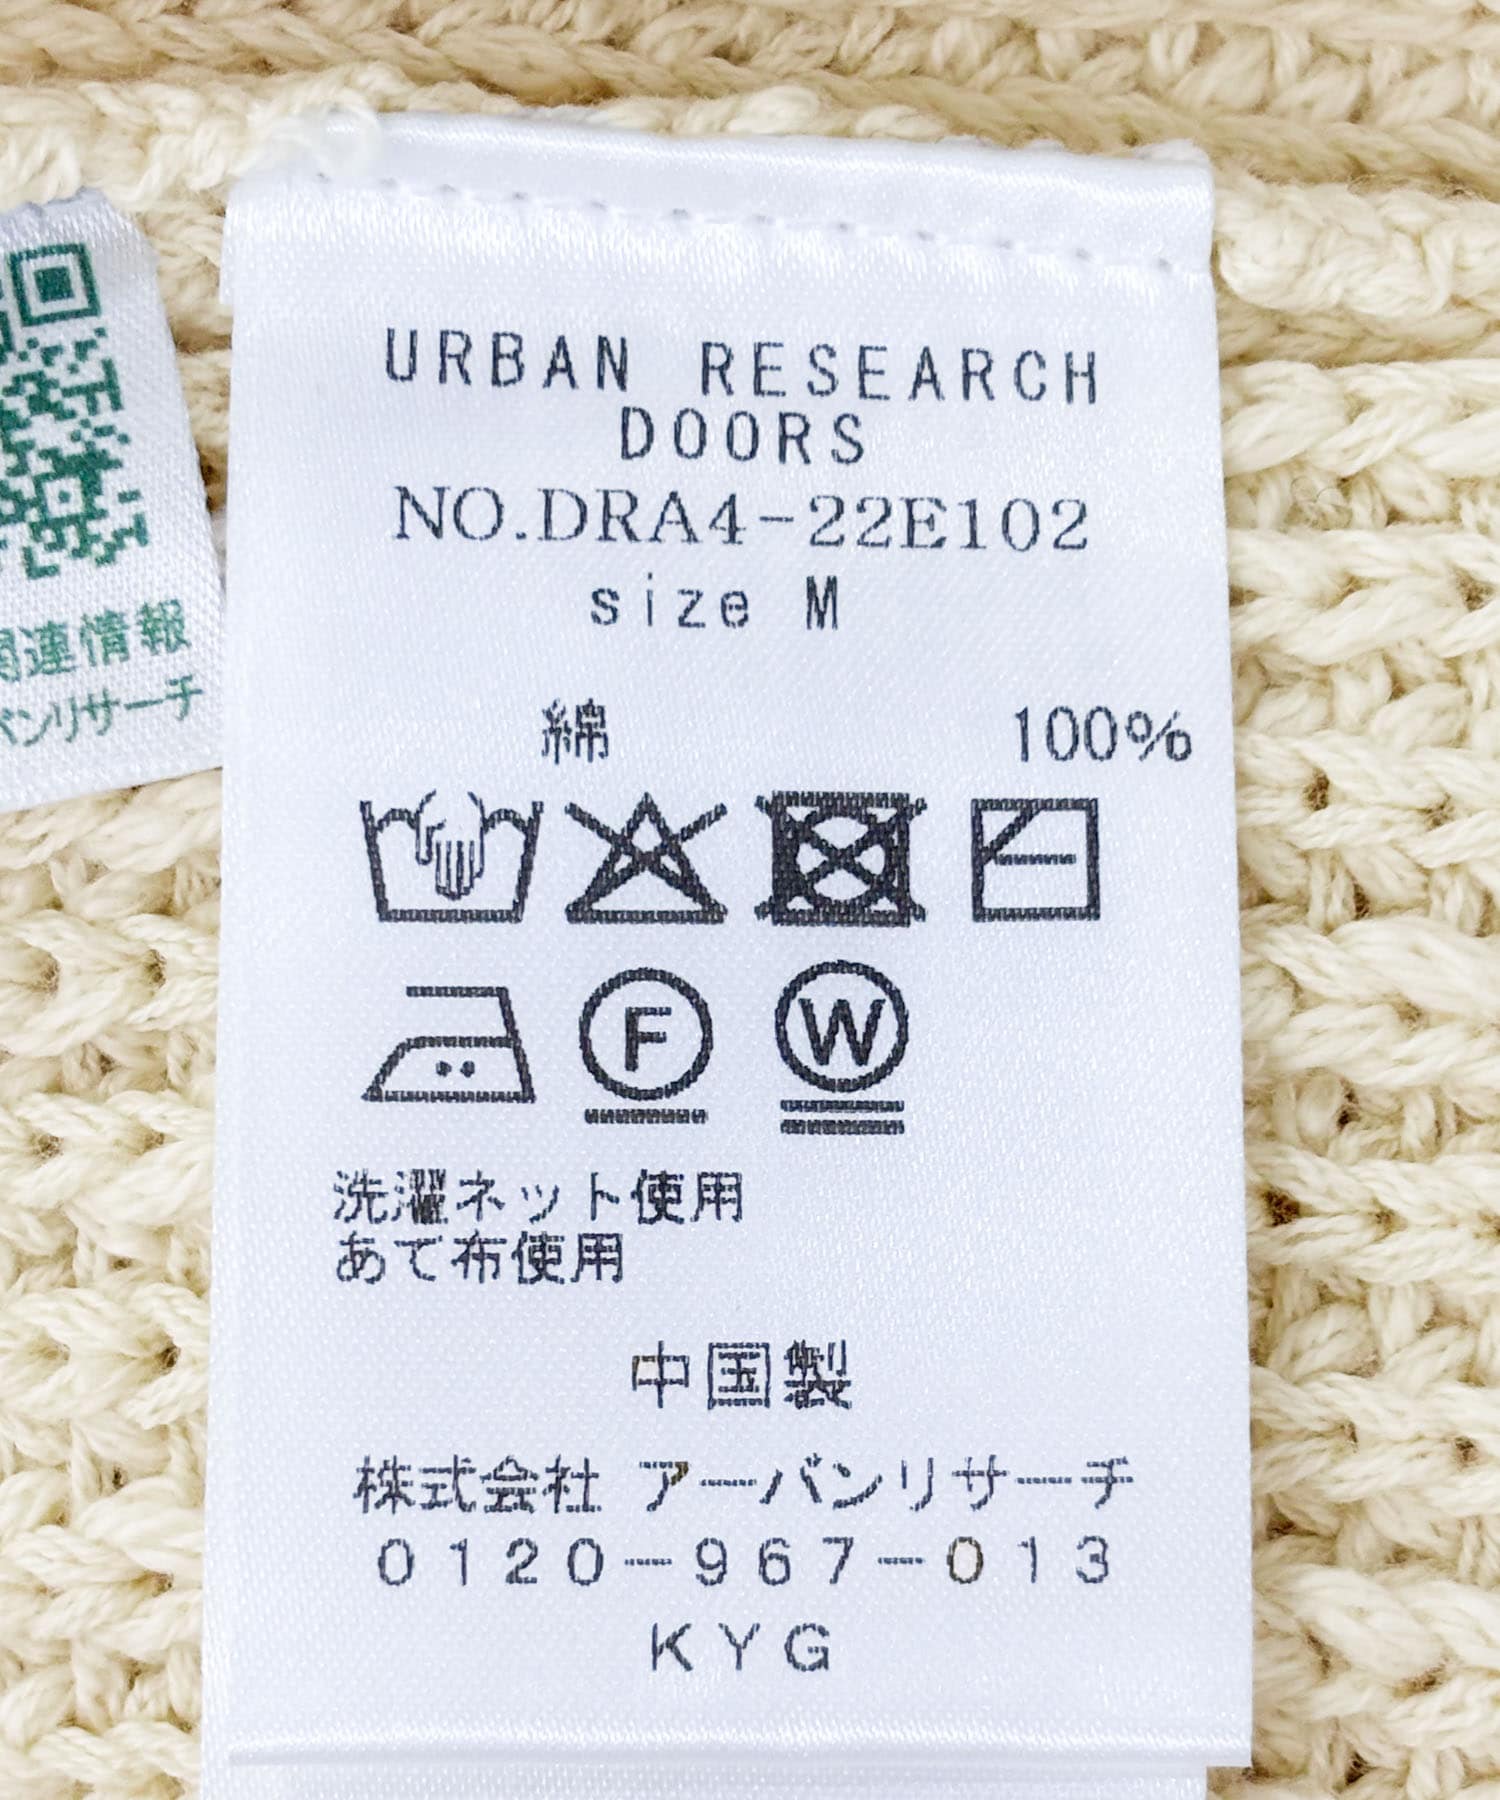 URBAN RESEARCH
DOORS
NO.DRA4-22E102
size M
綿 100%
F W
洗濯ネット使用
あて布使用
中国製
株式会社 アーバンリサーチ
0120-967-013
KYG
関連情報
バンリサーチ